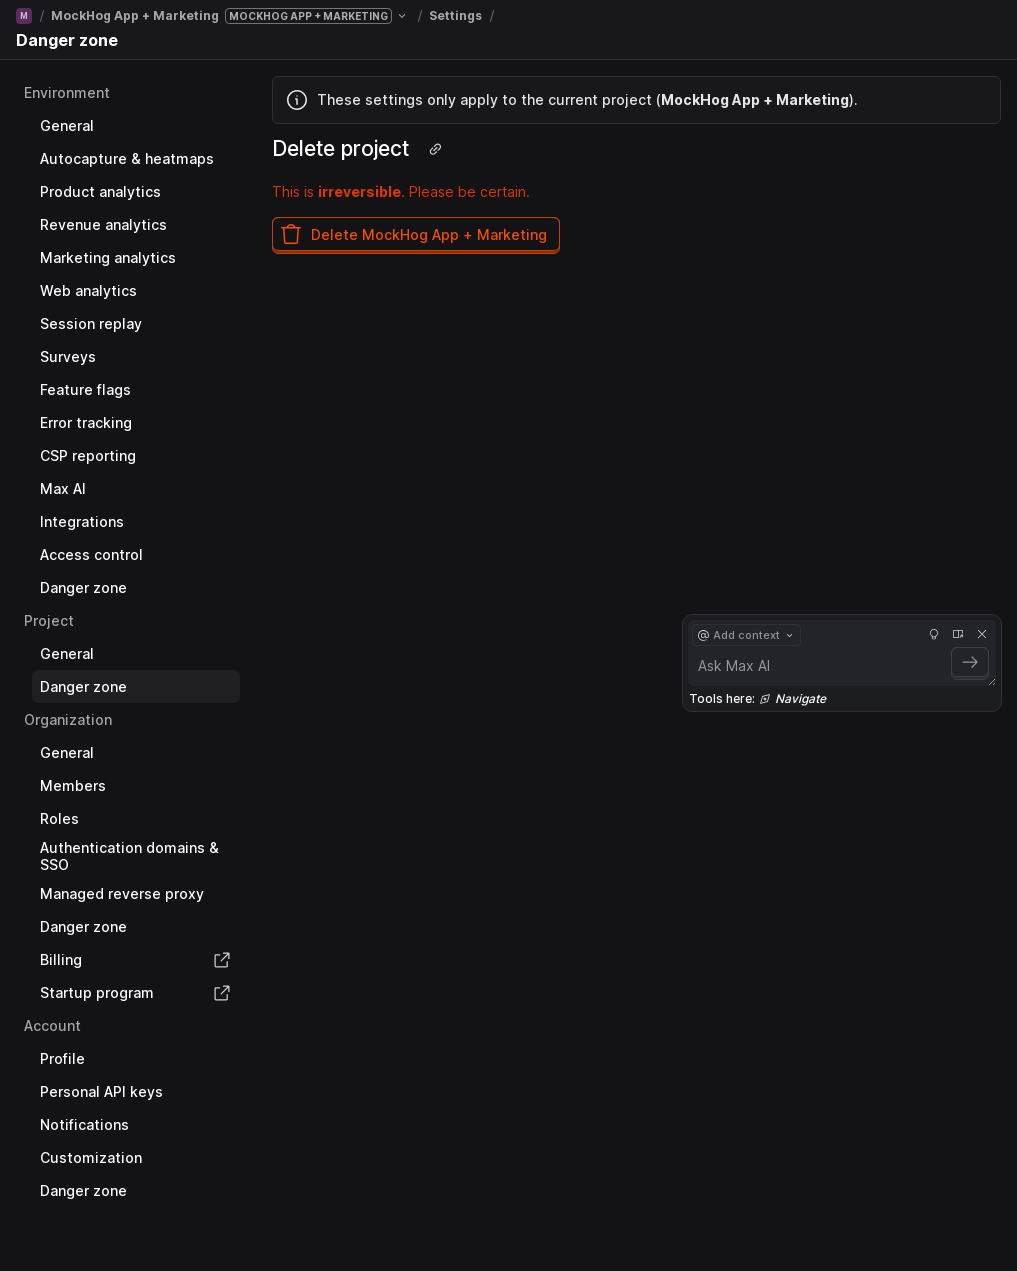 M / MockHog App + Marketing MOCKHOG APP + MARKETING / Settings /
Danger zone
Environment
General
Autocapture & heatmaps
Product analytics
Revenue analytics
Marketing analytics
Web analytics
Session replay
Surveys
Feature flags
Error tracking
CSP reporting
Max AI
Integrations
Access control
Danger zone
Project
General
Danger zone
Organization
General
Members
Roles
Authentication domains &
SSO
Managed reverse proxy
Danger zone
Billing
Startup program
Account
Profile
Personal API keys
Notifications
Customization
Danger zone
These settings only apply to the current project (MockHog App + Marketing).
Delete project
This is irreversible. Please be certain.
Delete MockHog App + Marketing
@ Add context
Ask Max AI
Tools here: Navigate